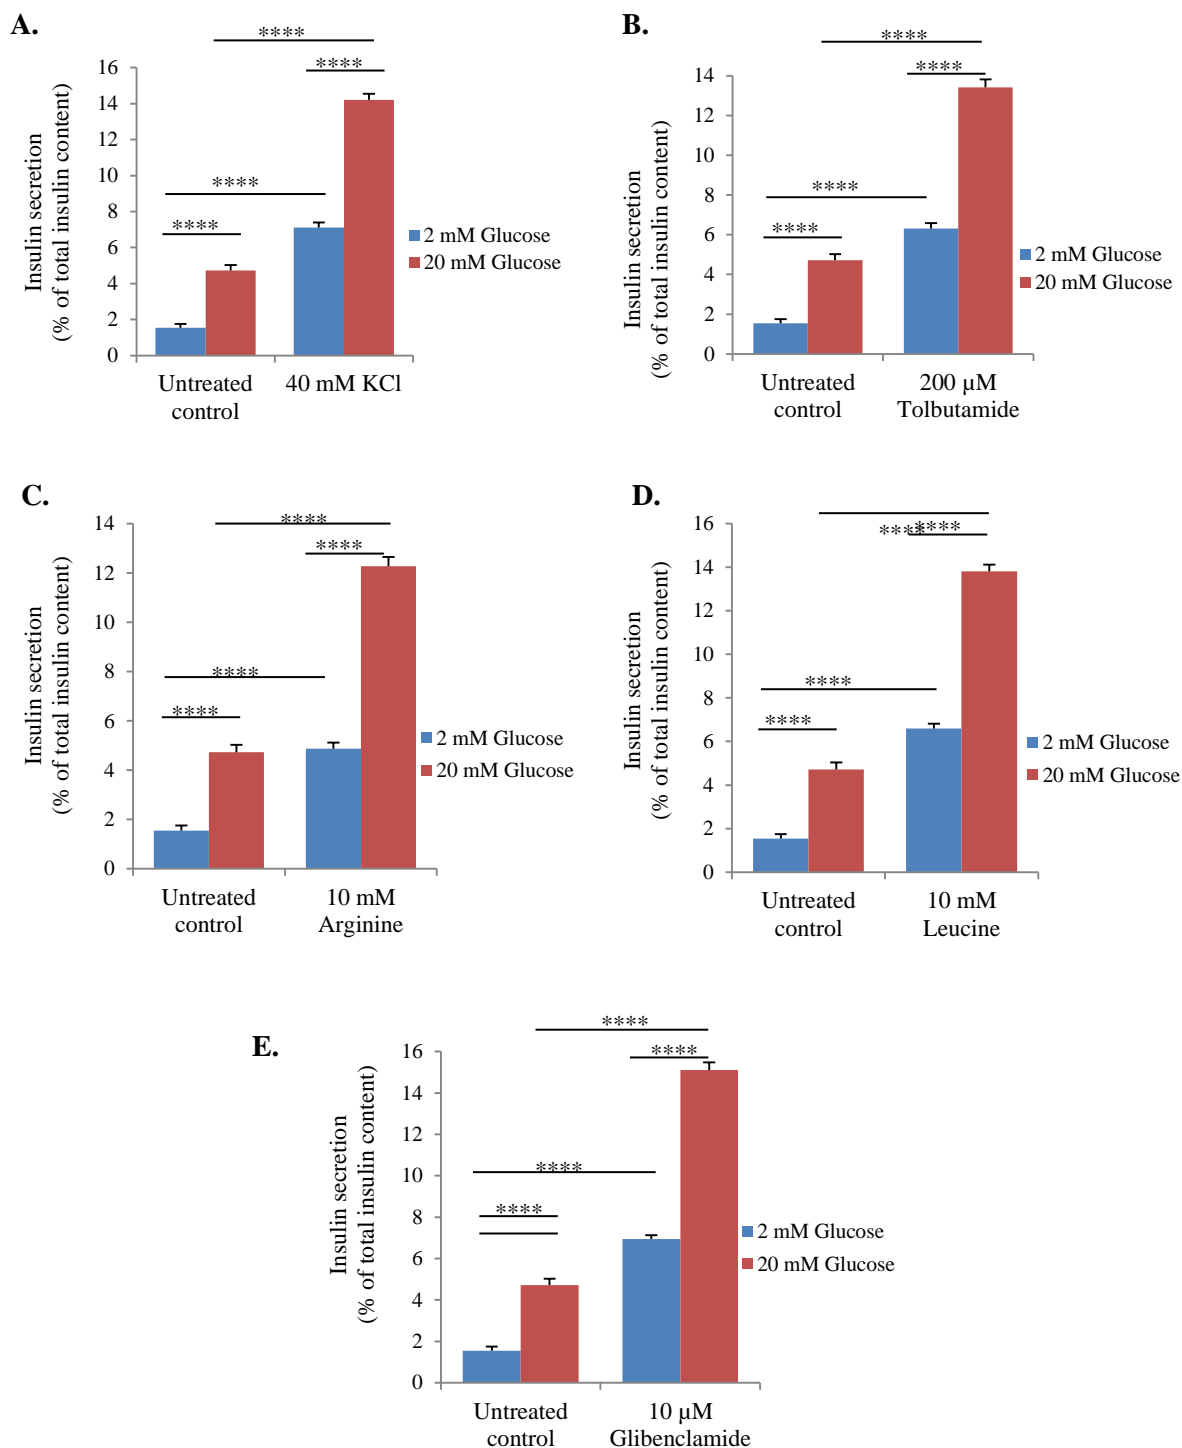 A.
****
****
****
****
Insulin secretion
(% of total insulin content)
16
14
12
10
8
6
4
2
0
2 mM Glucose
20 mM Glucose
Untreated
control
40 mM KCl
B.
****
****
****
****
Insulin secretion
(% of total insulin content)
14
12
10
8
6
4
2
0
2 mM Glucose
20 mM Glucose
Untreated
control
200 µM
Tolbutamide
C.
****
****
****
****
Insulin secretion
(% of total insulin content)
14
12
10
8
6
4
2
0
2 mM Glucose
20 mM Glucose
Untreated
control
10 mM
Arginine
D.
****
****
****
****
Insulin secretion
(% of total insulin content)
16
14
12
10
8
6
4
2
0
2 mM Glucose
20 mM Glucose
Untreated
control
10 mM
Leucine
E.
****
****
****
****
Insulin secretion
(% of total insulin content)
16
14
12
10
8
6
4
2
0
2 mM Glucose
20 mM Glucose
Untreated
control
10 µM
Glibenclamide